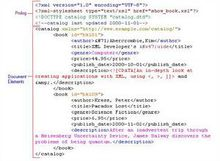 <?xml version="1.0" encoding="UTF-8"?>
<?xml-stylesheet type="text/xsl" href="show_book.xsl"?>
Prolog
<!DOCTYPE catalog SYSTEM "catalog.dtd">
<!--catalog last updated 2000-11-01-->
<catalog xmlns="http://www.example.com/catalog/">
<book id="bk101">
<author>Gambardella, Matthew</author>
<title>XML Developer's Guide</title>
<genre>Computer</genre>
<price>44.95</price>
<publish_date>2000-10-01</publish_date>
<description><![CDATA[An in-depth look at
Document
Elements
creating applications with XML, using <, >, ]]> and
&amp;.</description>
</book>
<book id="bk109">
<author>Kress, Peter</author>
<title>Paradox Lost</title>
<genre>Science Fiction</genre>
<price>6.95</price>
<publish_date>2000-11-02</publish_date>
<description>After an inadvertent trip through
a Heisenberg Uncertainty Device, James Salway discovers the
problems of being quantum.</description>
</book>
</catalog>